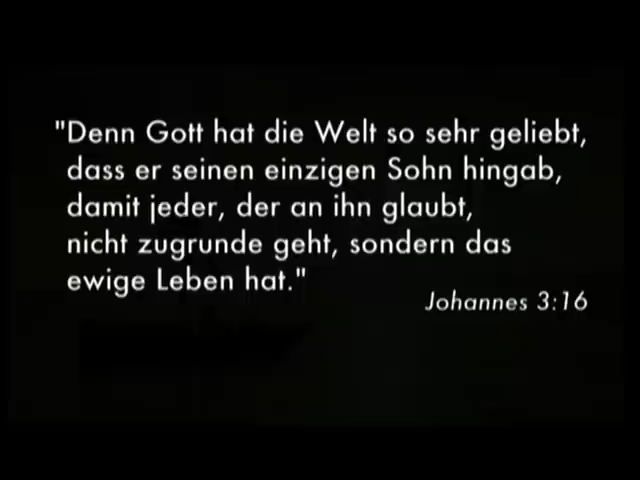 "Denn Gott hat die Welt so sehr geliebt,
dass er seinen einzigen Sohn hingab,
damit jeder, der an ihn glaubt,
nicht zugrunde geht, sondern das
ewige Leben hat."
Johannes 3:16